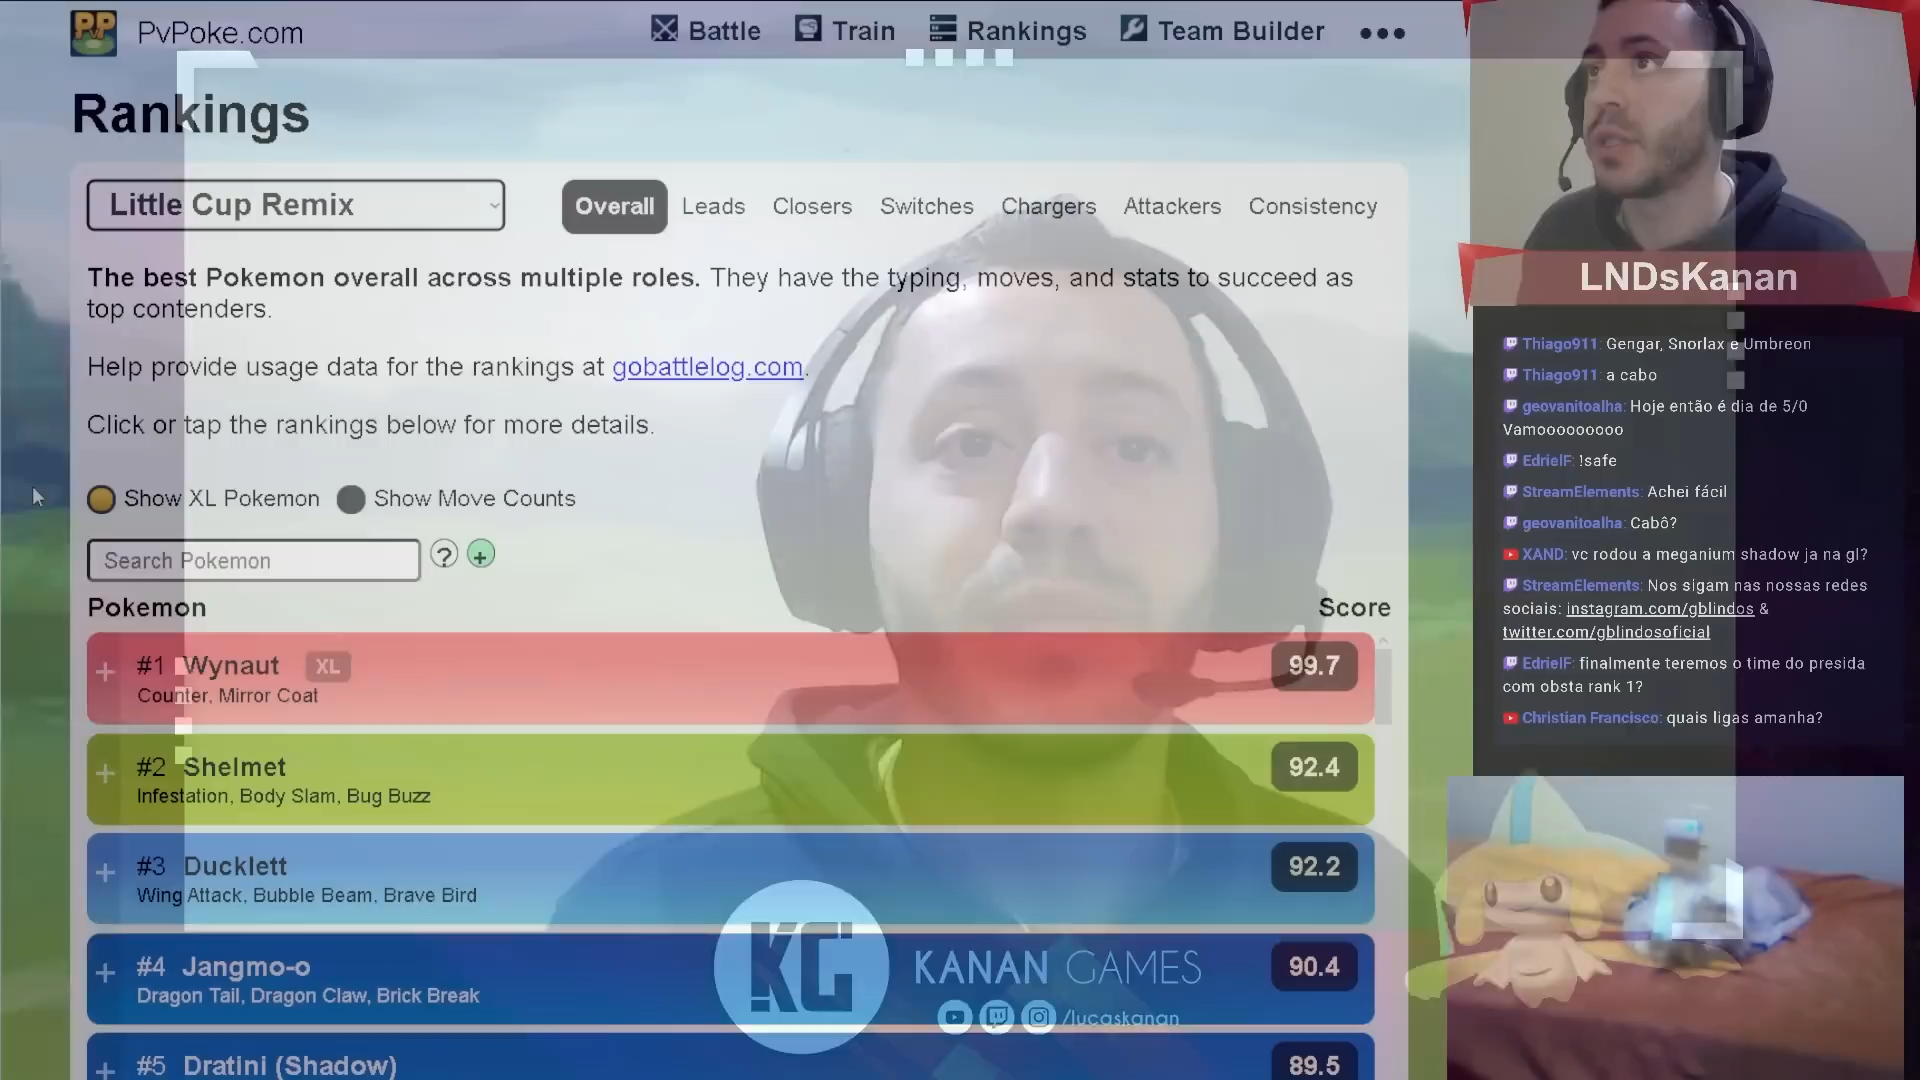 PvPoke.com
Battle
Train
Rankings
Team Builder
Rankings
Little Cup Remix
Overall
Leads
Closers
Switches
Chargers
Attackers
Consistency
The best Pokemon overall across multiple roles. They have the typing, moves, and stats to succeed as
top contenders.
Help provide usage data for the rankings at gobattlelog.com.
Click or tap the rankings below for more details.
Show XL Pokemon
Show Move Counts
Search Pokemon
?
+
Pokemon
Score
+ #1 Wynaut XL 99.7
Counter, Mirror Coat
+ #2 Shelmet 92.4
Infestation, Body Slam, Bug Buzz
+ #3 Ducklett 92.2
Wing Attack, Bubble Beam, Brave Bird
+ #4 Jangmo-o 90.4
Dragon Tail, Dragon Claw, Brick Break
+ #5 Dratini (Shadow) 89.5
KG
KANAN GAMES
/lucaskanan
LNDsKanan
Thiago911: Gengar, Snorlax e Umbreon
Thiago911: a cabo
geovanitoalha: Hoje então é dia de 5/0
Vamooooooooo
EdrielF: !safe
StreamElements: Achei fácil
geovanitoalha: Cabô?
XAND: vc rodou a meganium shadow ja na gl?
StreamElements: Nos sigam nas nossas redes
sociais: instagram.com/gblindos &
twitter.com/gblindosoficial
EdrielF: finalmente teremos o time do presida
com obsta rank 1?
Christian Francisco: quais ligas amanha?